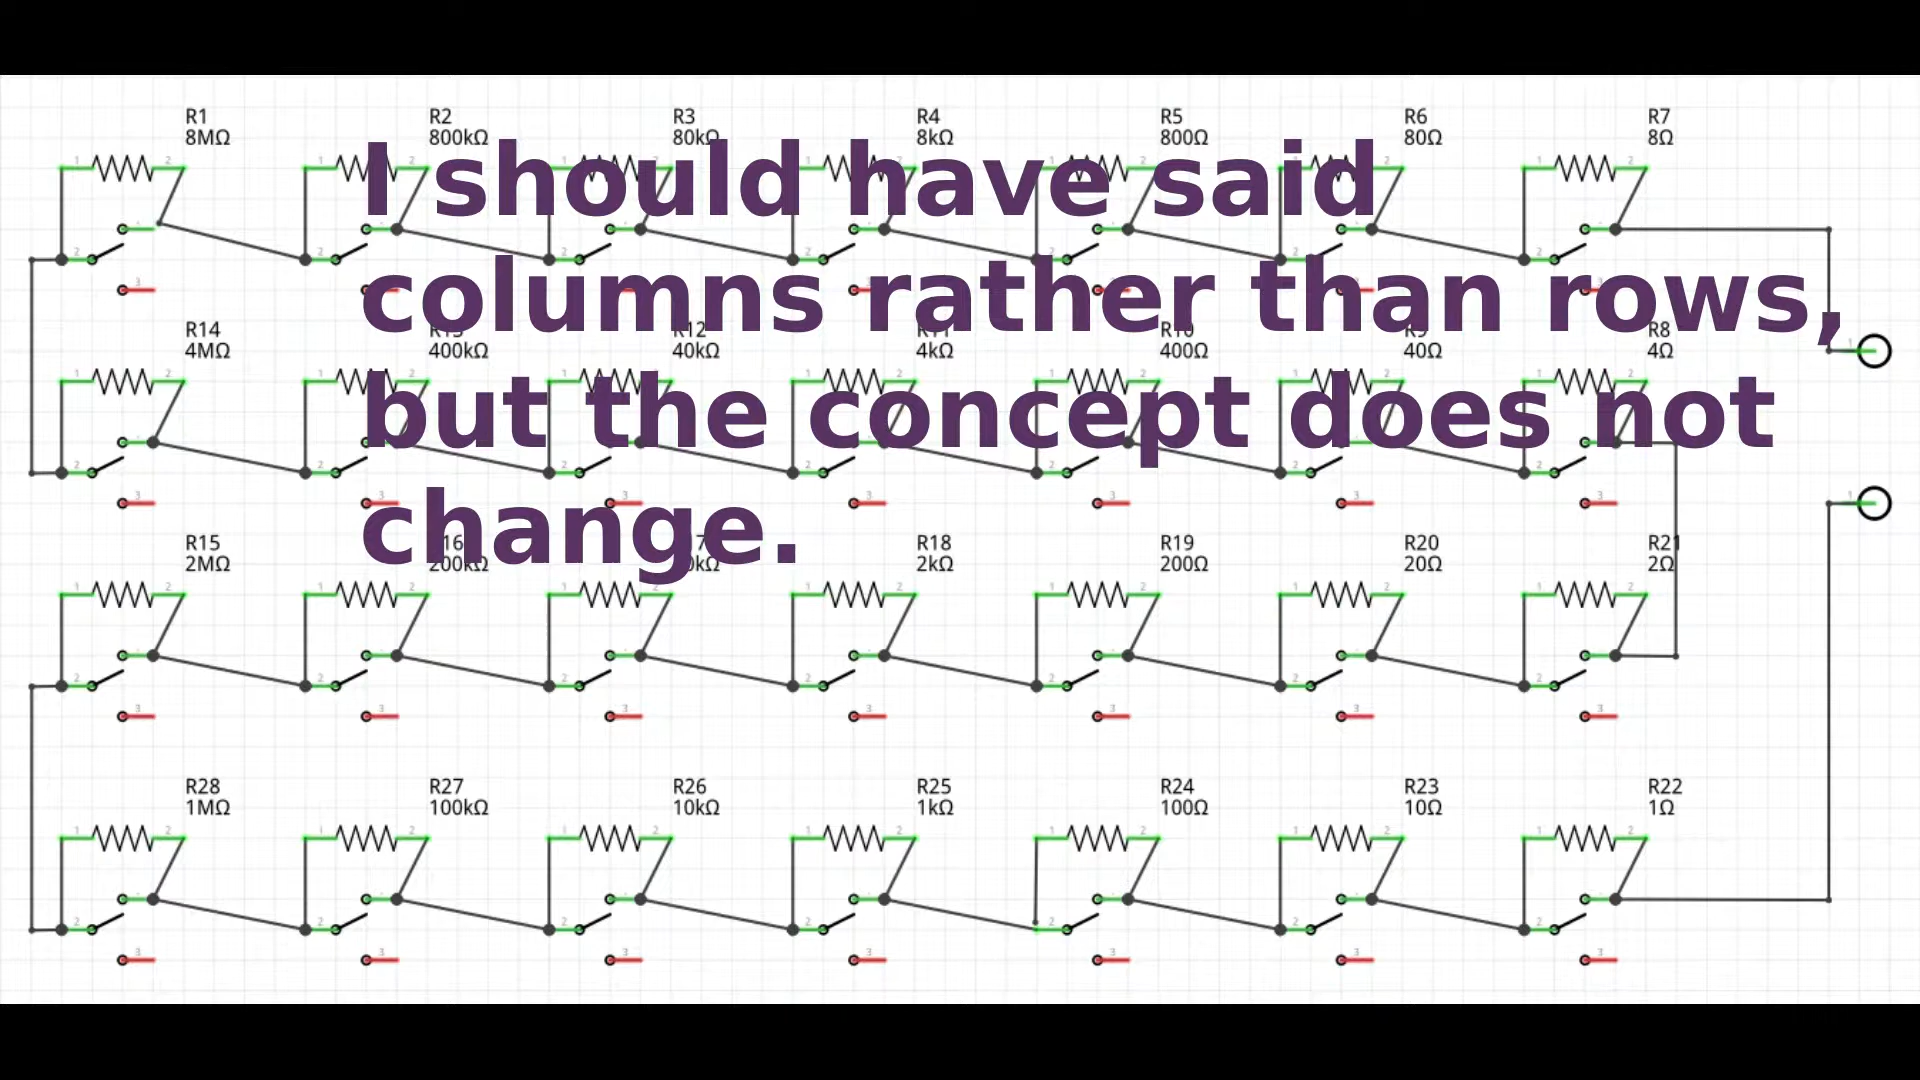 R1 R2 R3 R4 R5 R6 R7
8MΩ 800kΩ 80kΩ 8kΩ 800Ω 80Ω 8Ω
I should have said
columns rather than rows,
but the concept does not
change.
R14 R12 R8
4MΩ 400kΩ 40kΩ 4kΩ 400Ω 40Ω 4Ω
R15 R18 R19 R20 R21
2MΩ 200kΩ 2kΩ 200Ω 20Ω 2Ω
R28 R27 R26 R25 R24 R23 R22
1MΩ 100kΩ 10kΩ 1kΩ 100Ω 10Ω 1Ω